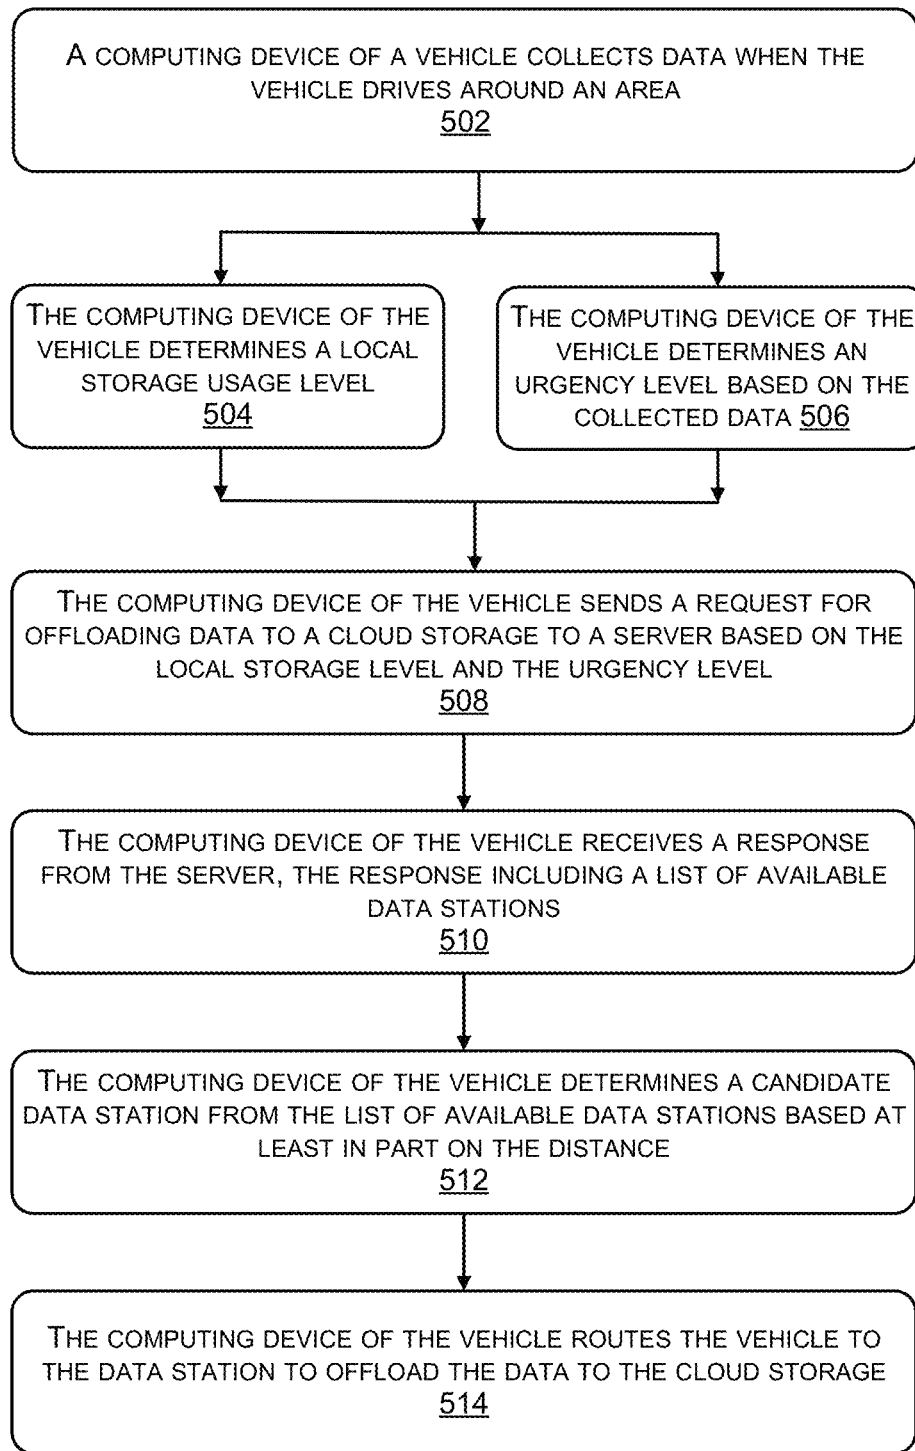 A COMPUTING DEVICE OF A VEHICLE COLLECTS DATA WHEN THE
VEHICLE DRIVES AROUND AN AREA
502
THE COMPUTING DEVICE OF THE
VEHICLE DETERMINES A LOCAL
STORAGE USAGE LEVEL
504
THE COMPUTING DEVICE OF THE
VEHICLE DETERMINES AN
URGENCY LEVEL BASED ON THE
COLLECTED DATA 506
THE COMPUTING DEVICE OF THE VEHICLE SENDS A REQUEST FOR
OFFLOADING DATA TO A CLOUD STORAGE TO A SERVER BASED ON THE
LOCAL STORAGE LEVEL AND THE URGENCY LEVEL
508
THE COMPUTING DEVICE OF THE VEHICLE RECEIVES A RESPONSE
FROM THE SERVER, THE RESPONSE INCLUDING A LIST OF AVAILABLE
DATA STATIONS
510
THE COMPUTING DEVICE OF THE VEHICLE DETERMINES A CANDIDATE
DATA STATION FROM THE LIST OF AVAILABLE DATA STATIONS BASED AT
LEAST IN PART ON THE DISTANCE
512
THE COMPUTING DEVICE OF THE VEHICLE ROUTES THE VEHICLE TO
THE DATA STATION TO OFFLOAD THE DATA TO THE CLOUD STORAGE
514